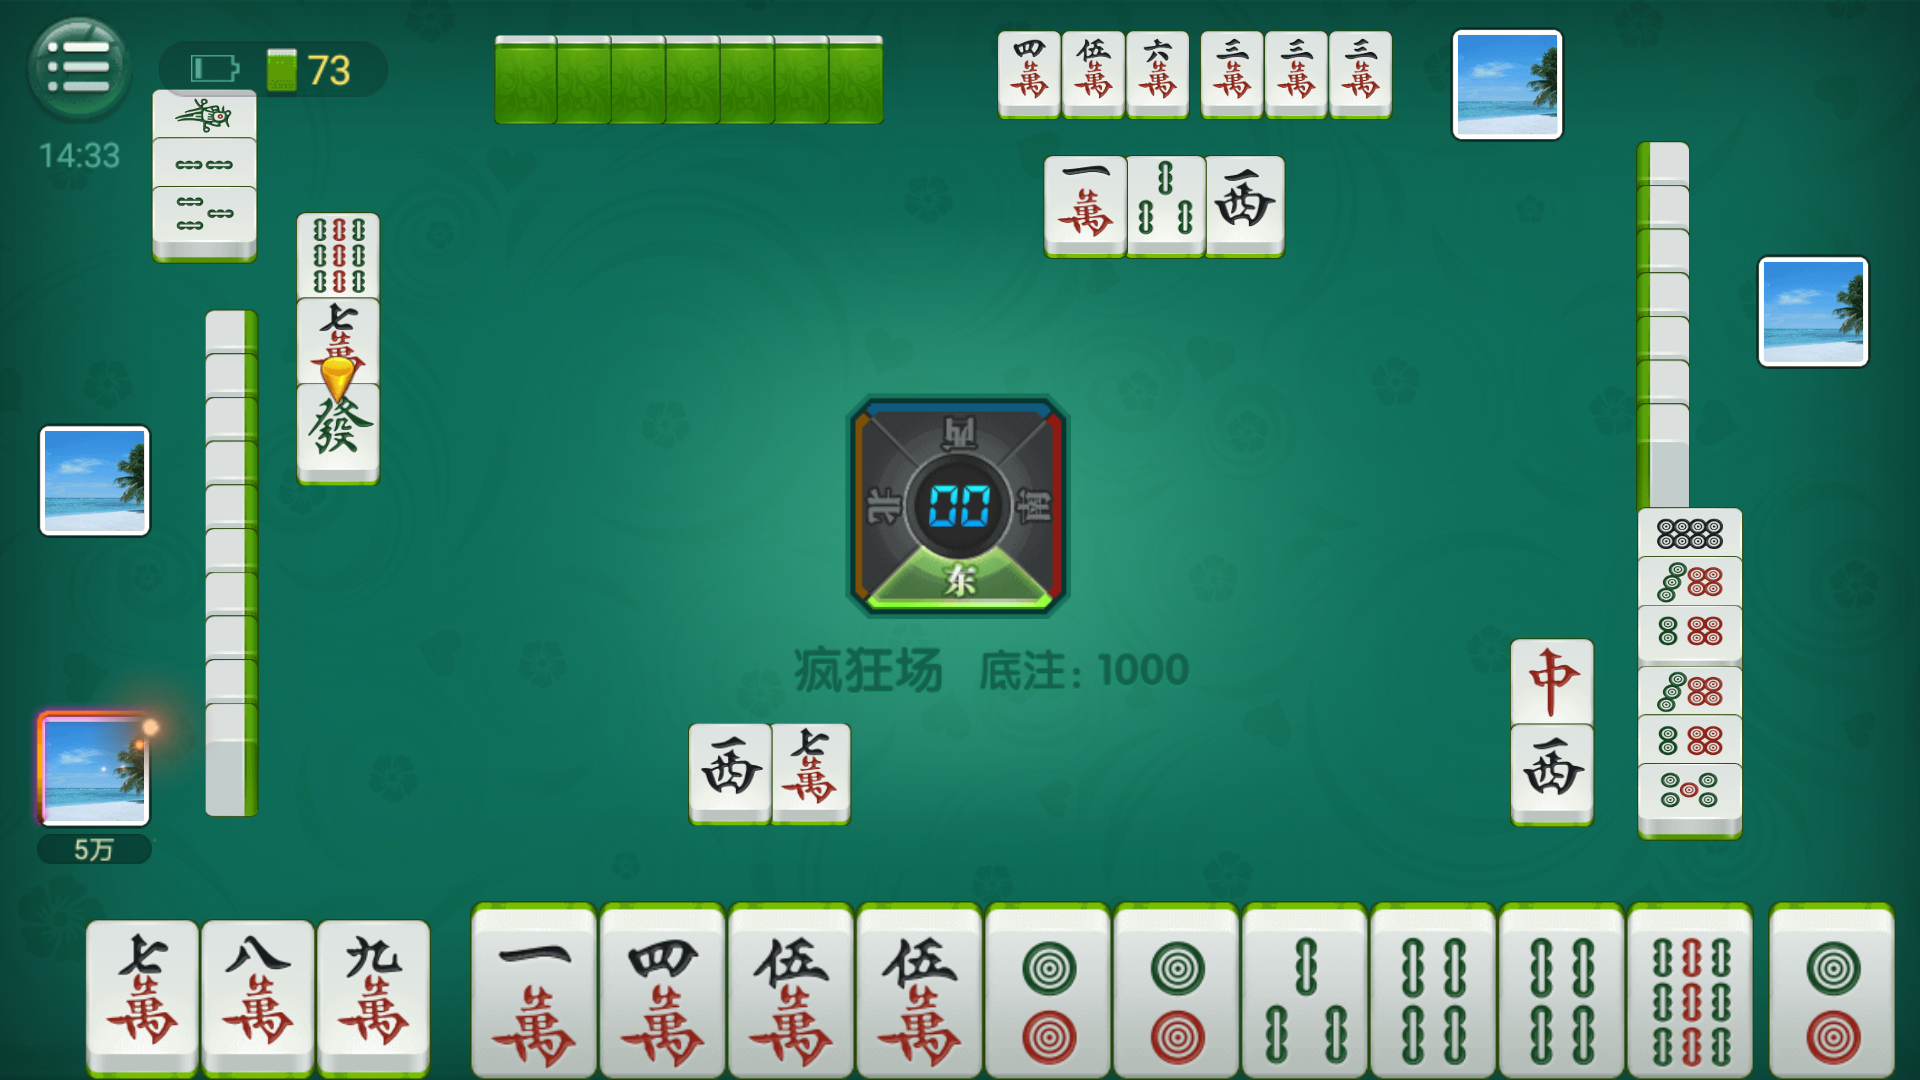 73
14:33
四萬 伍萬 六萬 三萬 三萬 三萬
一萬 西
七萬
發
西
北 00 南
东
疯狂场 底注: 1000
中
西
西 七萬
5万
七萬 八萬 九萬 一萬 四萬 伍萬 伍萬